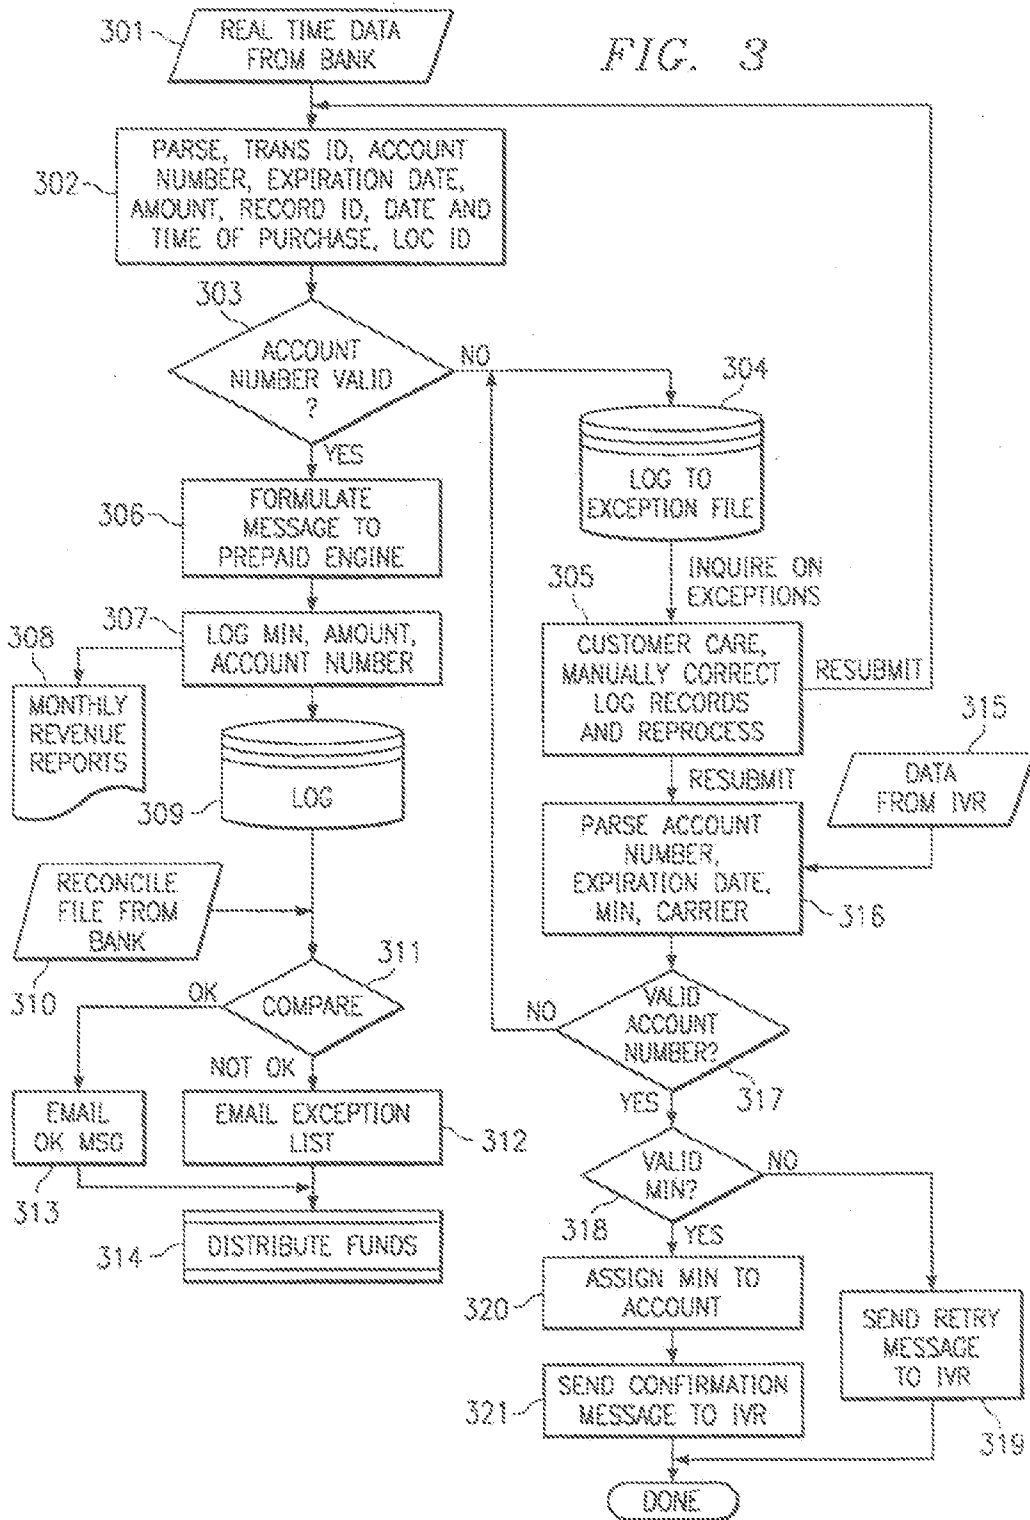 301
REAL TIME DATA
FROM BANK
FIG. 3
302
PARSE, TRANS ID, ACCOUNT
NUMBER, EXPIRATION DATE,
AMOUNT, RECORD ID, DATE AND
TIME OF PURCHASE, LOC ID
303
ACCOUNT
NUMBER VALID
?
NO
YES
304
LOG TO
EXCEPTION FILE
306
FORMULATE
MESSAGE TO
PREPAID ENGINE
INQUIRE ON
EXCEPTIONS
305
CUSTOMER CARE,
MANUALLY CORRECT
LOG RECORDS
AND REPROCESS
RESUBMIT
307
LOG MIN, AMOUNT,
ACCOUNT NUMBER
308
MONTHLY
REVENUE
REPORTS
309
LOG
RESUBMIT
315
DATA
FROM IVR
PARSE ACCOUNT
NUMBER,
EXPIRATION DATE,
MIN, CARRIER
316
RECONCILE
FILE FROM
BANK
310
311
COMPARE
OK
NOT OK
VALID
ACCOUNT
NUMBER?
NO
YES
317
EMAIL
OK MSG
313
EMAIL EXCEPTION
LIST
312
314
DISTRIBUTE FUNDS
VALID
MIN?
NO
318
YES
320
ASSIGN MIN TO
ACCOUNT
SEND RETRY
MESSAGE
TO IVR
319
321
SEND CONFIRMATION
MESSAGE TO IVR
DONE